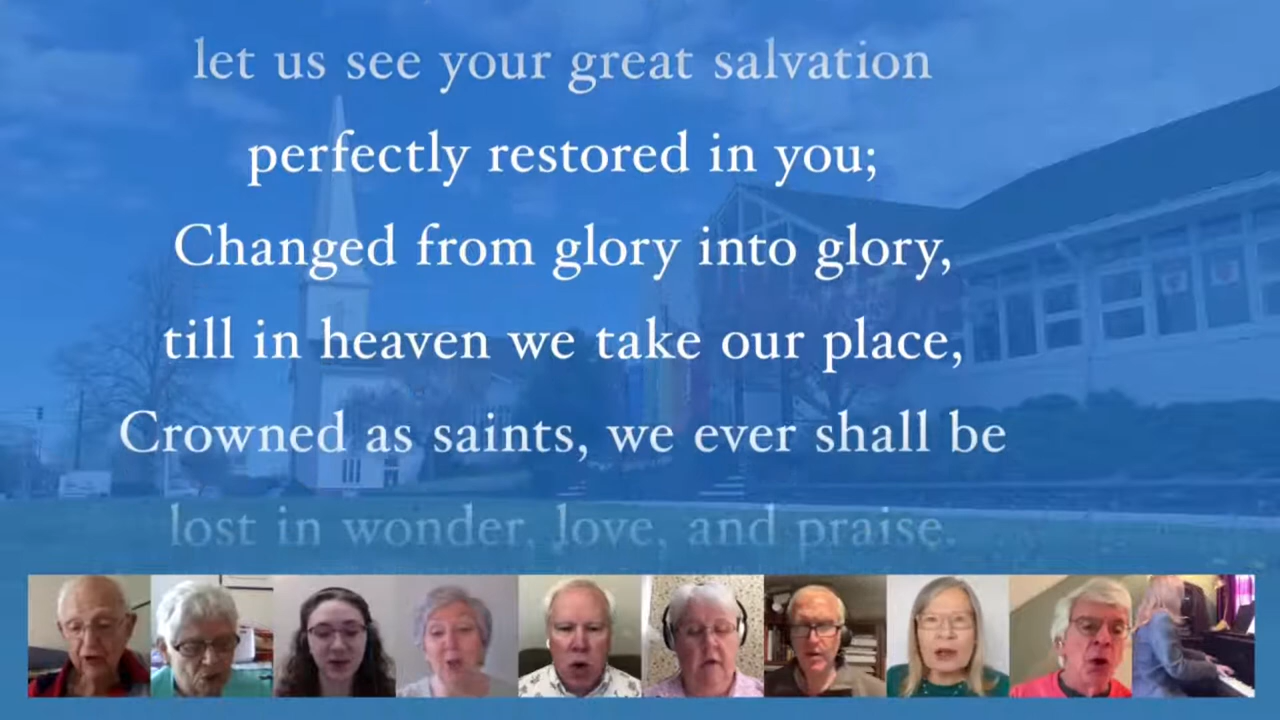 let us see your great salvation
perfectly restored in you;
Changed from glory into glory,
till in heaven we take our place,
Crowned as saints, we ever shall be
lost in wonder, love, and praise.